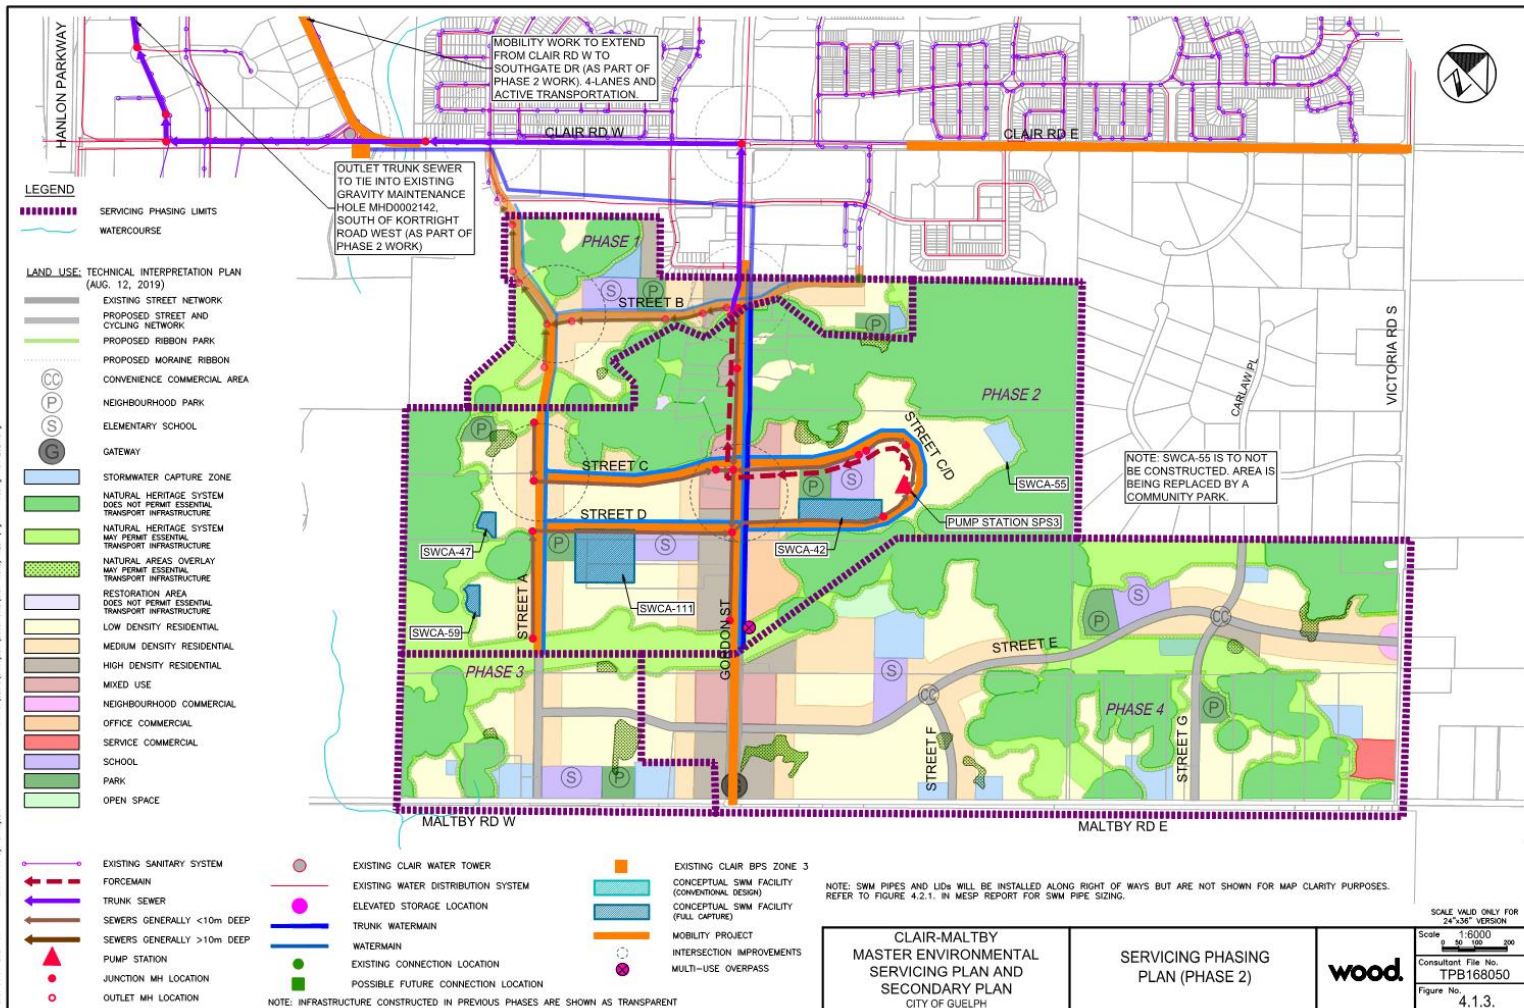 HANLON PARKWAY
MOBILITY WORK TO EXTEND
FROM CLAIR RD W TO
SOUTHGATE DR (AS PART OF
PHASE 2 WORK). 4-LANES AND
ACTIVE TRANSPORTATION.
CLAIR RD W
CLAIR RD E
OUTLET TRUNK SEWER
TO TIE INTO EXISTING
GRAVITY MAINTENANCE
HOLE MHD0002142,
SOUTH OF KORTRIGHT
ROAD WEST (AS PART OF
PHASE 2 WORK)
LEGEND
SERVICING PHASING LIMITS
WATERCOURSE
LAND USE: TECHNICAL INTERPRETATION PLAN
(AUG. 12, 2019)
EXISTING STREET NETWORK
PROPOSED STREET AND
CYCLING NETWORK
PROPOSED RIBBON PARK
PROPOSED MORAINE RIBBON
CC
CONVENIENCE COMMERCIAL AREA
P
NEIGHBOURHOOD PARK
S
ELEMENTARY SCHOOL
G
GATEWAY
STORMWATER CAPTURE ZONE
NATURAL HERITAGE SYSTEM
DOES NOT PERMIT ESSENTIAL
TRANSPORT INFRASTRUCTURE
NATURAL HERITAGE SYSTEM
MAY PERMIT ESSENTIAL
TRANSPORT INFRASTRUCTURE
NATURAL AREAS OVERLAY
MAY PERMIT ESSENTIAL
TRANSPORT INFRASTRUCTURE
RESTORATION AREA
DOES NOT PERMIT ESSENTIAL
TRANSPORT INFRASTRUCTURE
LOW DENSITY RESIDENTIAL
MEDIUM DENSITY RESIDENTIAL
HIGH DENSITY RESIDENTIAL
MIXED USE
NEIGHBOURHOOD COMMERCIAL
OFFICE COMMERCIAL
SERVICE COMMERCIAL
SCHOOL
PARK
OPEN SPACE
PHASE 1
S
P
STREET B
P
PHASE 2
CARLAW PL
VICTORIA RD S
P
STREET C
STREET C/D
P
S
NOTE: SWCA-55 IS TO NOT
BE CONSTRUCTED. AREA IS
BEING REPLACED BY A
COMMUNITY PARK.
SWCA-55
STREET D
PUMP STATION SPS3
SWCA-47
P
S
SWCA-42
STREET A
SWCA-111
SWCA-59
GORDON ST
P
S
CC
STREET E
PHASE 3
S
CC
PHASE 4
P
STREET F
STREET G
S
P
G
MALTBY RD W
MALTBY RD E
EXISTING SANITARY SYSTEM
FORCEMAIN
TRUNK SEWER
SEWERS GENERALLY <10m DEEP
SEWERS GENERALLY >10m DEEP
PUMP STATION
JUNCTION MH LOCATION
OUTLET MH LOCATION
EXISTING CLAIR WATER TOWER
EXISTING WATER DISTRIBUTION SYSTEM
ELEVATED STORAGE LOCATION
TRUNK WATERMAIN
WATERMAIN
EXISTING CONNECTION LOCATION
POSSIBLE FUTURE CONNECTION LOCATION
NOTE: INFRASTRUCTURE CONSTRUCTED IN PREVIOUS PHASES ARE SHOWN AS TRANSPARENT
EXISTING CLAIR BPS ZONE 3
CONCEPTUAL SWM FACILITY
(CONVENTIONAL DESIGN)
CONCEPTUAL SWM FACILITY
(FULL CAPTURE)
MOBILITY PROJECT
INTERSECTION IMPROVEMENTS
MULTI-USE OVERPASS
NOTE: SWM PIPES AND LIDs WILL BE INSTALLED ALONG RIGHT OF WAYS BUT ARE NOT SHOWN FOR MAP CLARITY PURPOSES.
REFER TO FIGURE 4.2.1. IN MESP REPORT FOR SWM PIPE SIZING.
CLAIR-MALTBY
MASTER ENVIRONMENTAL
SERVICING PLAN AND
SECONDARY PLAN
CITY OF GUELPH
SERVICING PHASING
PLAN (PHASE 2)
wood.
SCALE VALID ONLY FOR
24"x36" VERSION
Scale 1:6000
0 50 100 200
Consultant File No.
TPB168050
Figure No.
4.1.3.